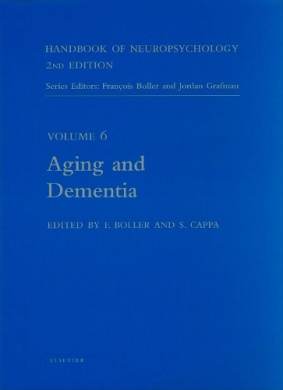 HANDBOOK OF NEUROPSYCHOLOGY
2ND EDITION
Series Editors: François Boller and Jordan Grafman
VOLUME 6
Aging and
Dementia
EDITED BY F. BOLLER AND S. CAPPA
ELSEVIER